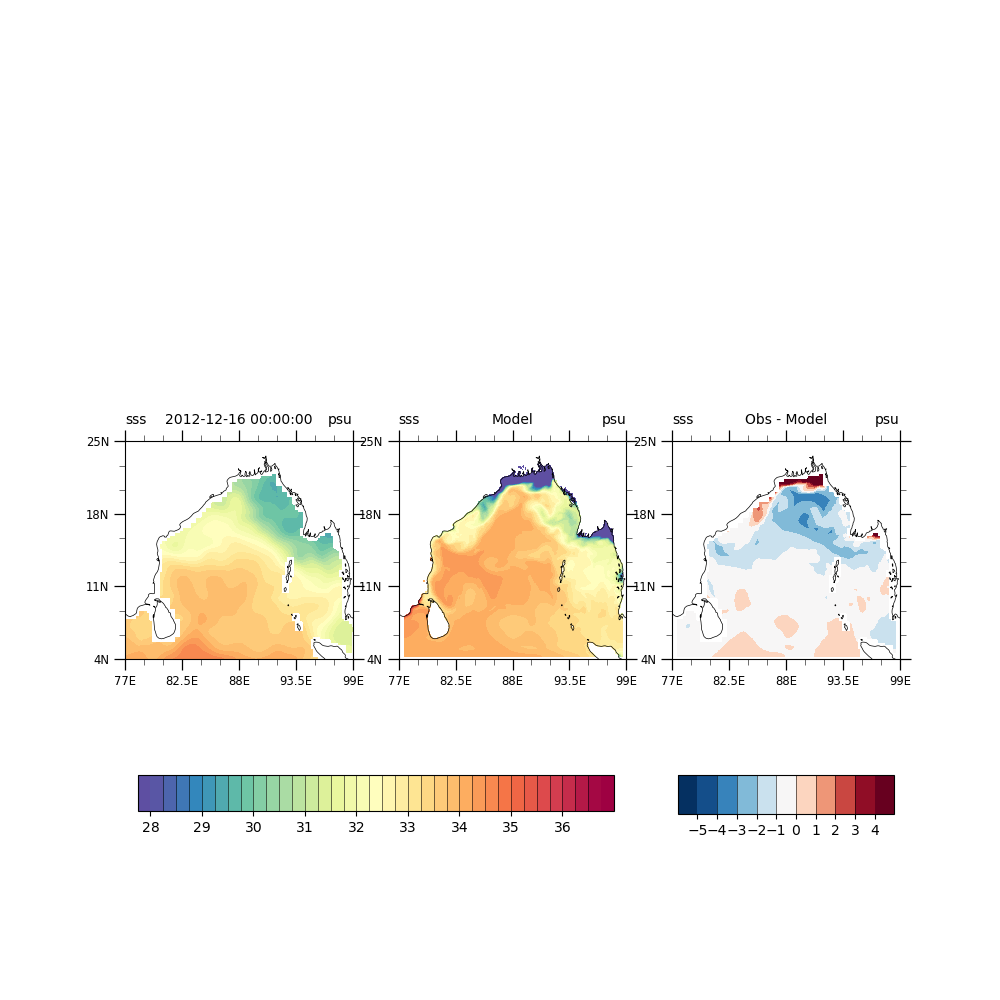 sss 2012-12-16 00:00:00 psu
sss Model psu
sss Obs - Model psu
25N
18N
11N
4N
77E 82.5E 88E 93.5E 99E
25N
18N
11N
4N
77E 82.5E 88E 93.5E 99E
25N
18N
11N
4N
77E 82.5E 88E 93.5E 99E
28 29 30 31 32 33 34 35 36
−5 −4 −3 −2 −1 0 1 2 3 4